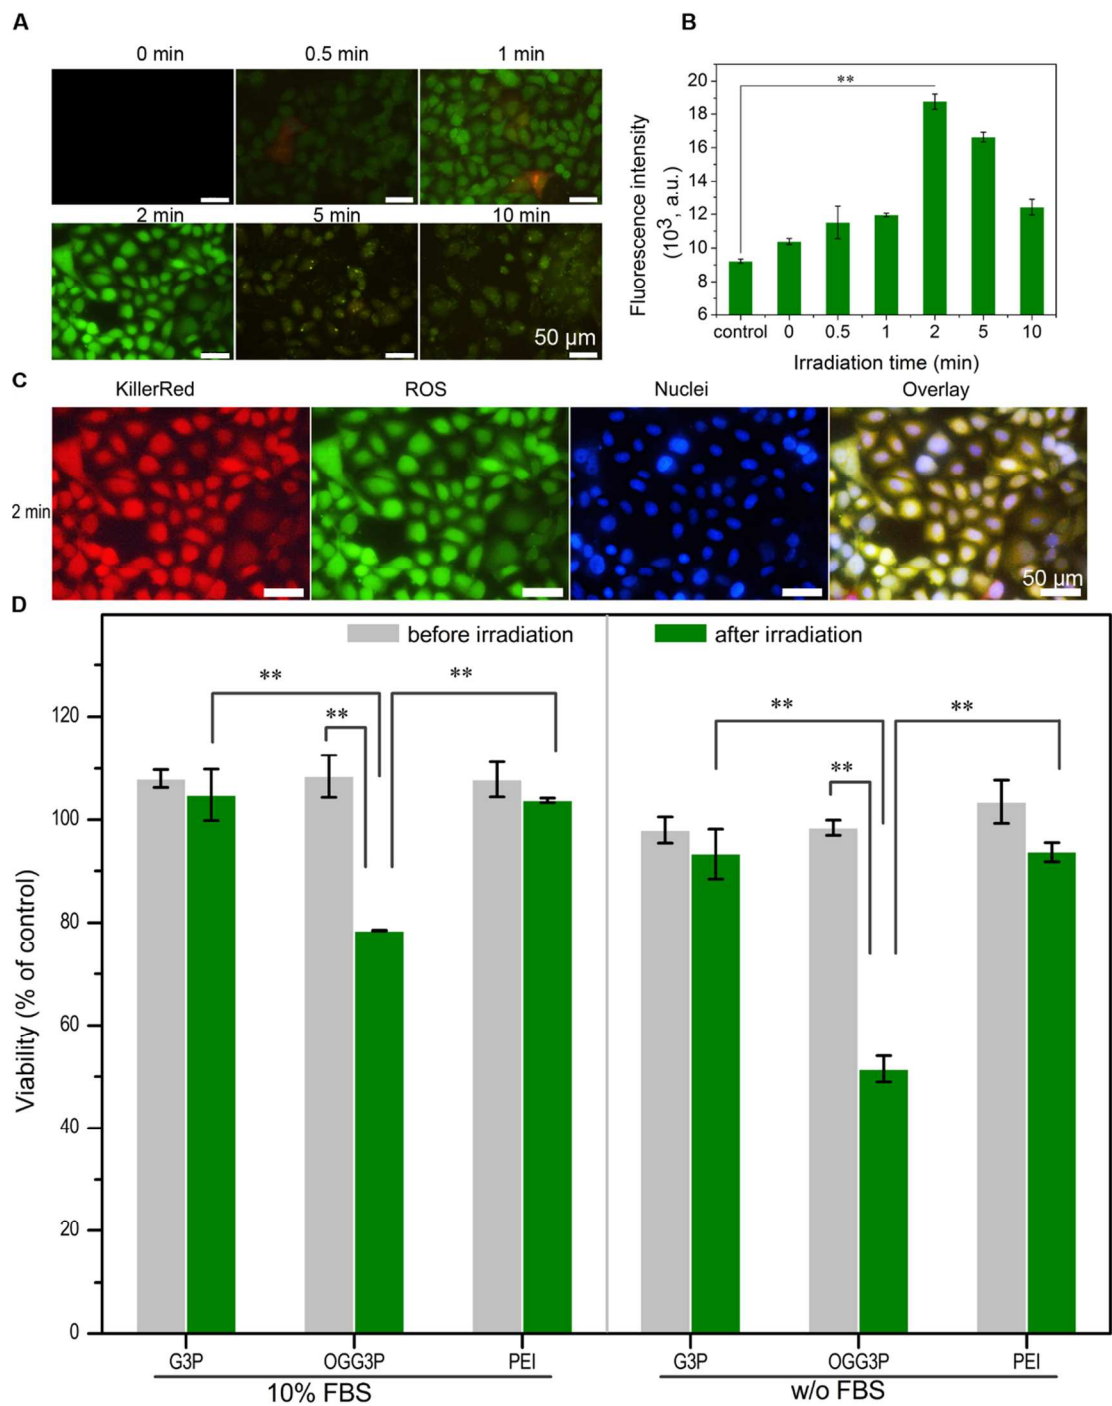 A
0 min
0.5 min
1 min
2 min
5 min
10 min
50 µm
B
**
Fluorescence intensity
(10³, a.u.)
20
18
16
14
12
10
8
6
control
0
0.5
1
2
5
10
Irradiation time (min)
C
KillerRed
ROS
Nuclei
Overlay
2 min
50 µm
D
before irradiation
after irradiation
**
**
**
**
**
**
Viability (% of control)
120
100
80
60
40
20
0
G3P
OGG3P
PEI
G3P
OGG3P
PEI
10% FBS
w/o FBS